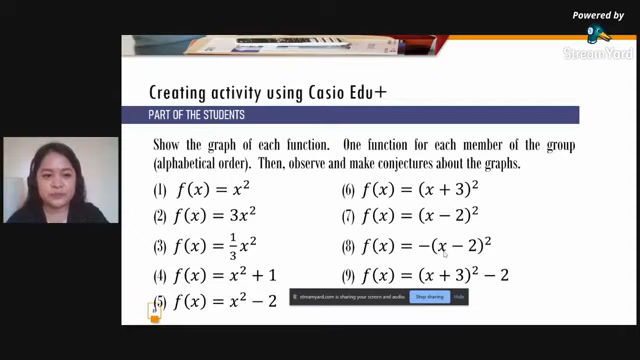 Powered by
StreamYard
Creating activity using Casio Edu+
PART OF THE STUDENTS
Show the graph of each function. One function for each member of the group
(alphabetical order). Then, observe and make conjectures about the graphs.
(1) f(x) = x²
(2) f(x) = 3x²
(3) f(x) = 1/3 x²
(4) f(x) = x² + 1
(5) f(x) = x² − 2
(6) f(x) = (x + 3)²
(7) f(x) = (x − 2)²
(8) f(x) = −(x − 2)²
(9) f(x) = (x + 3)² − 2
streamyard.com is sharing your screen and audio.
Stop sharing
Hide